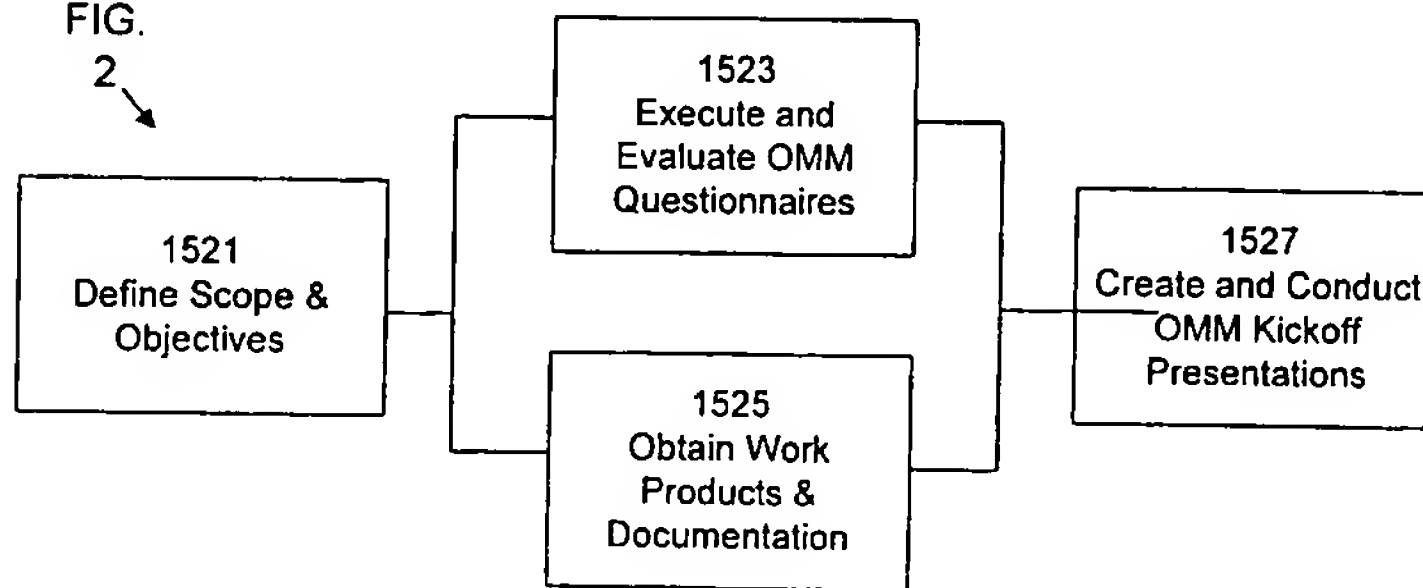 FIG.
2
1523
Execute and
Evaluate OMM
Questionnaires
1521
Define Scope &
Objectives
1527
Create and Conduct
OMM Kickoff
Presentations
1525
Obtain Work
Products &
Documentation